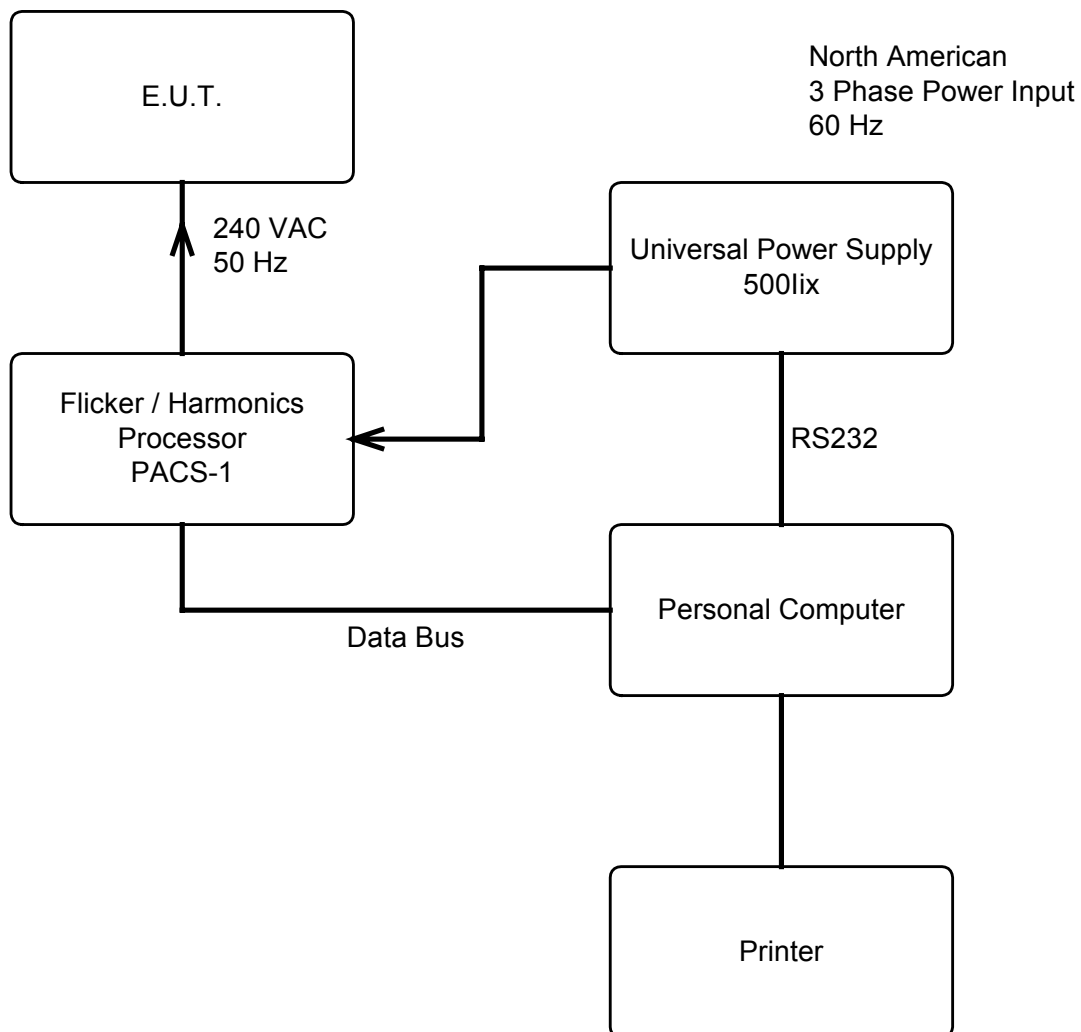 E.U.T.
North American
3 Phase Power Input
60 Hz
240 VAC
50 Hz
Universal Power Supply
500Iix
Flicker / Harmonics
Processor
PACS-1
RS232
Personal Computer
Data Bus
Printer